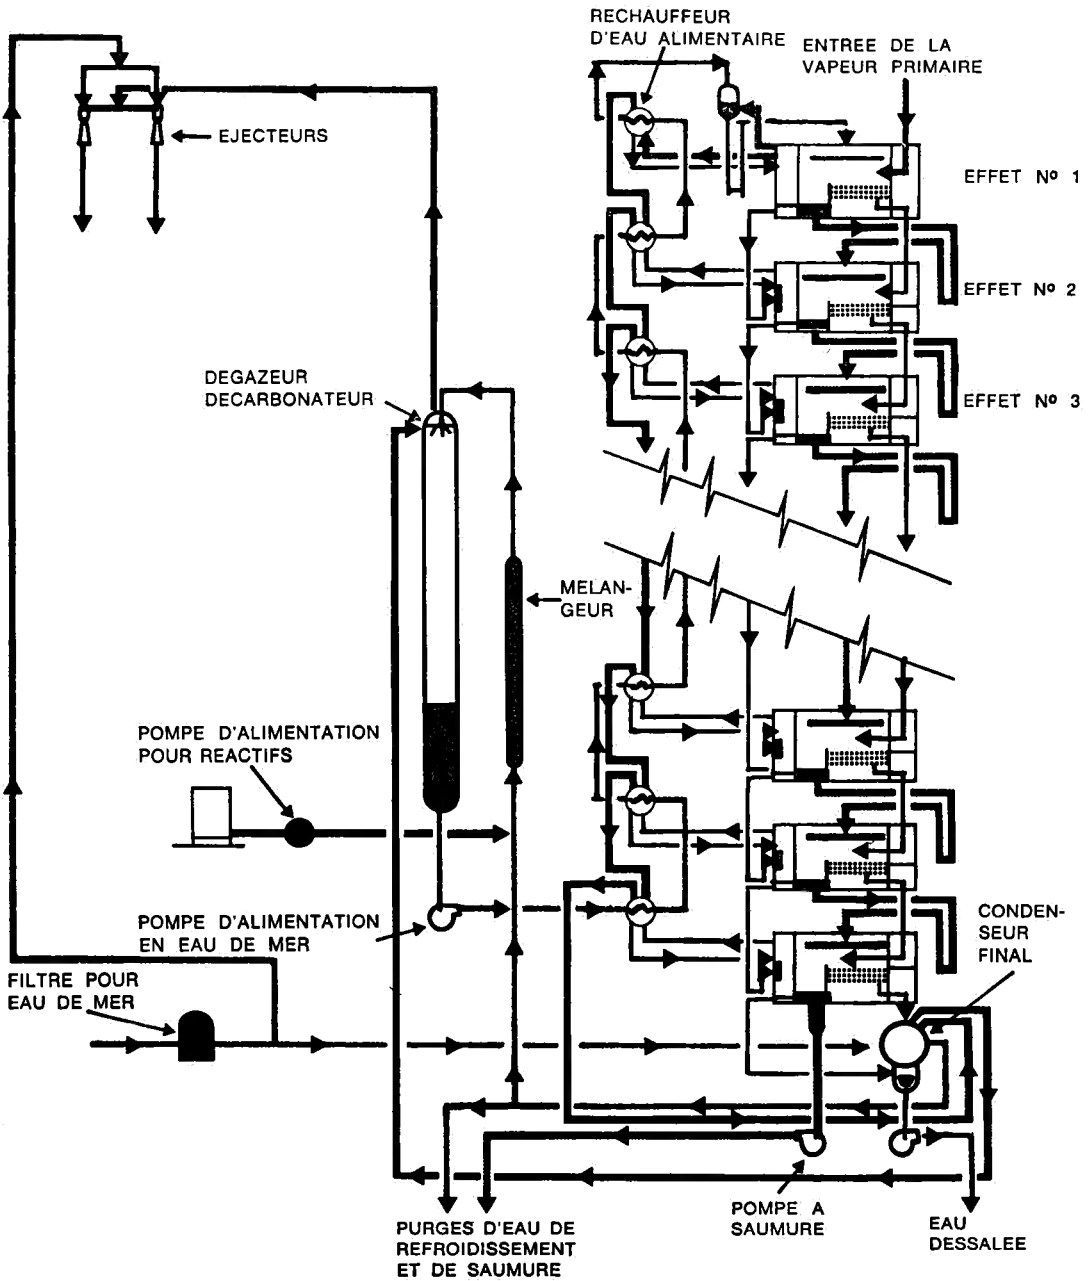 RECHAUFFEUR
D'EAU ALIMENTAIRE
ENTREE DE LA
VAPEUR PRIMAIRE
EJECTEURS
EFFET Nº 1
EFFET Nº 2
DEGAZEUR
DECARBONATEUR
EFFET Nº 3
MELAN-
GEUR
POMPE D'ALIMENTATION
POUR REACTIFS
POMPE D'ALIMENTATION
EN EAU DE MER
CONDEN-
SEUR
FINAL
FILTRE POUR
EAU DE MER
POMPE A
SAUMURE
EAU
DESSALEE
PURGES D'EAU DE
REFROIDISSEMENT
ET DE SAUMURE